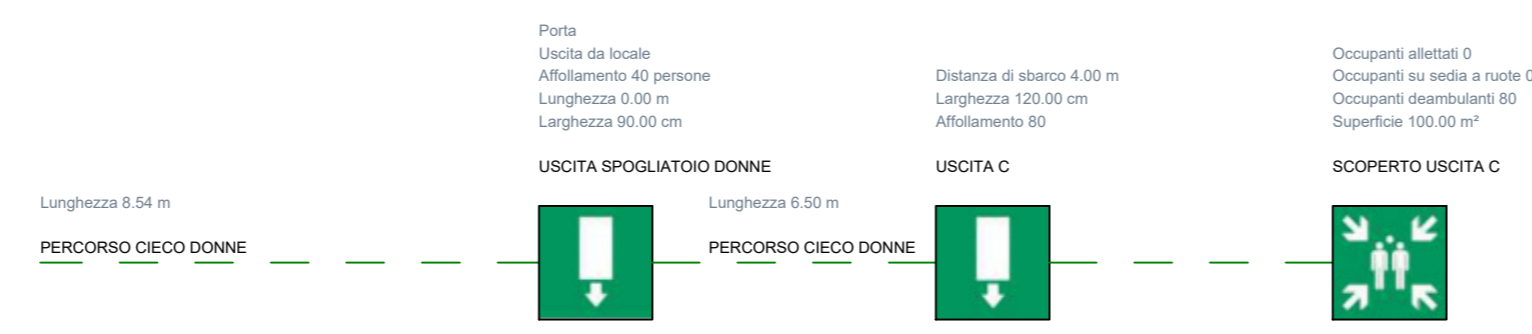 Lunghezza 8.54 m
PERCORSO CIECO DONNE
Porta
Uscita da locale
Affollamento 40 persone
Lunghezza 0.00 m
Larghezza 90.00 cm
USCITA SPOGLIATOIO DONNE
Lunghezza 6.50 m
PERCORSO CIECO DONNE
Distanza di sbarco 4.00 m
Larghezza 120.00 cm
Affollamento 80
USCITA C
Occupanti allettati 0
Occupanti su sedia a ruote 0
Occupanti deambulanti 80
Superficie 100.00 m²
SCOPERTO USCITA C